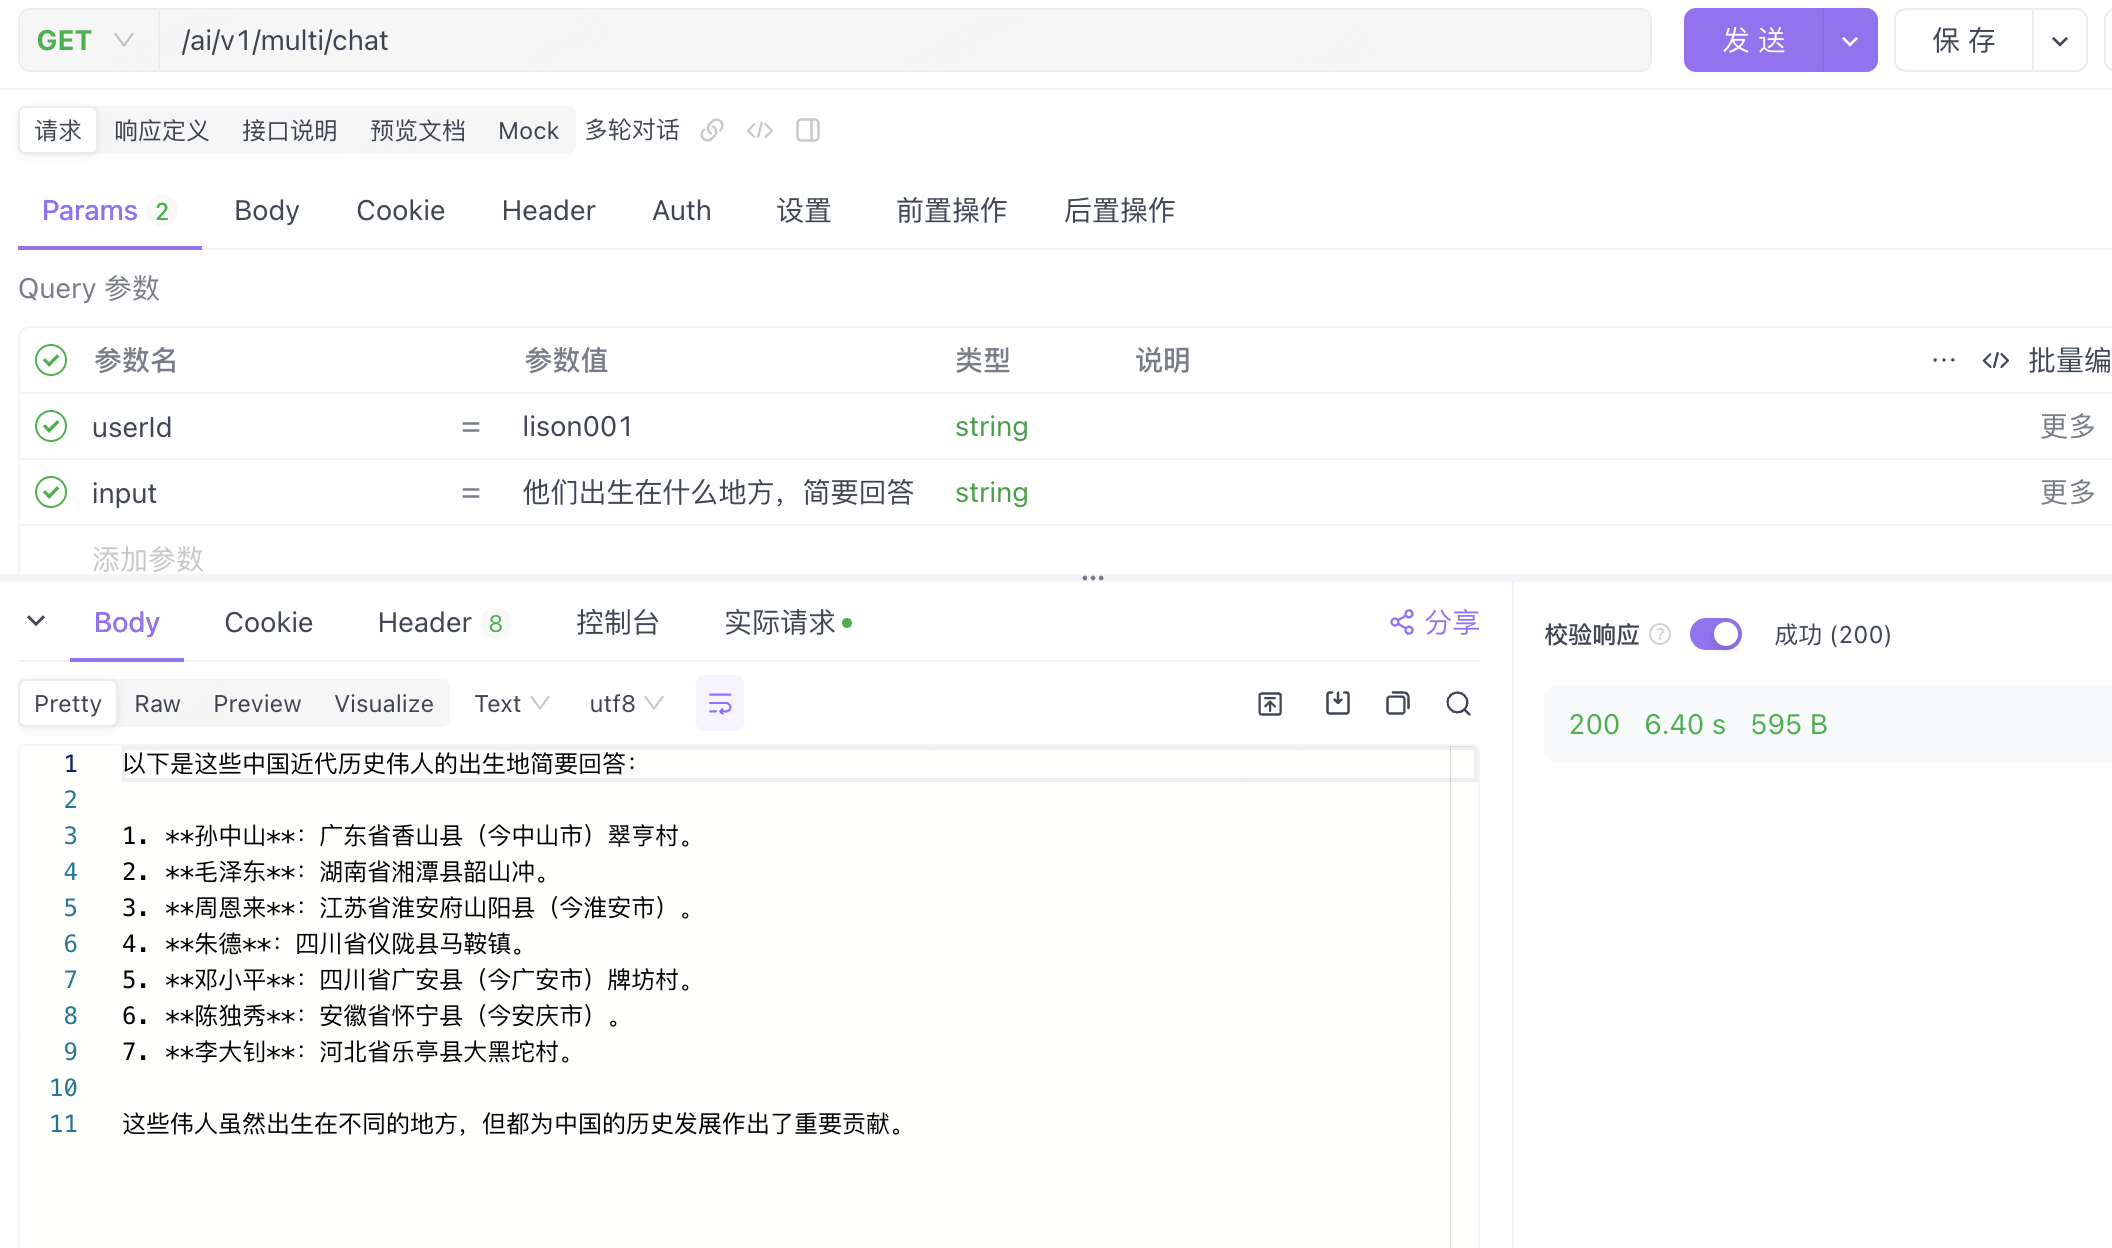 GET /ai/v1/multi/chat 发 送 保 存
请求 响应定义 接口说明 预览文档 Mock 多轮对话
Params 2 Body Cookie Header Auth 设置 前置操作 后置操作
Query 参数
参数名 参数值 类型 说明 ... </> 批量编
userId = lison001 string 更多
input = 他们出生在什么地方，简要回答 string 更多
添加参数
Body Cookie Header 8 控制台 实际请求 分享
校验响应 ? 成功 (200)
Pretty Raw Preview Visualize Text utf8
200 6.40 s 595 B
1 以下是这些中国近代历史伟人的出生地简要回答：
2
3 1. **孙中山**：广东省香山县（今中山市）翠亨村。
4 2. **毛泽东**：湖南省湘潭县韶山冲。
5 3. **周恩来**：江苏省淮安府山阳县（今淮安市）。
6 4. **朱德**：四川省仪陇县马鞍镇。
7 5. **邓小平**：四川省广安县（今广安市）牌坊村。
8 6. **陈独秀**：安徽省怀宁县（今安庆市）。
9 7. **李大钊**：河北省乐亭县大黑坨村。
10
11 这些伟人虽然出生在不同的地方，但都为中国的历史发展作出了重要贡献。